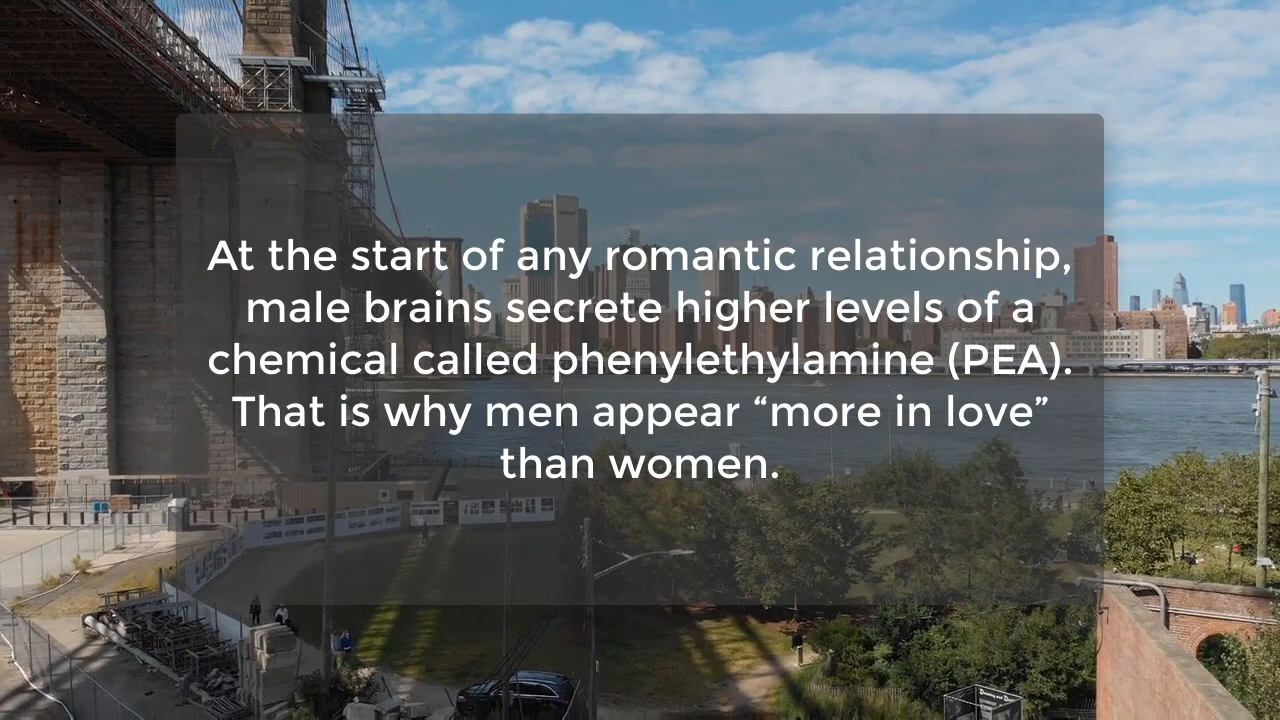 At the start of any romantic relationship,
male brains secrete higher levels of a
chemical called phenylethylamine (PEA).
That is why men appear “more in love”
than women.